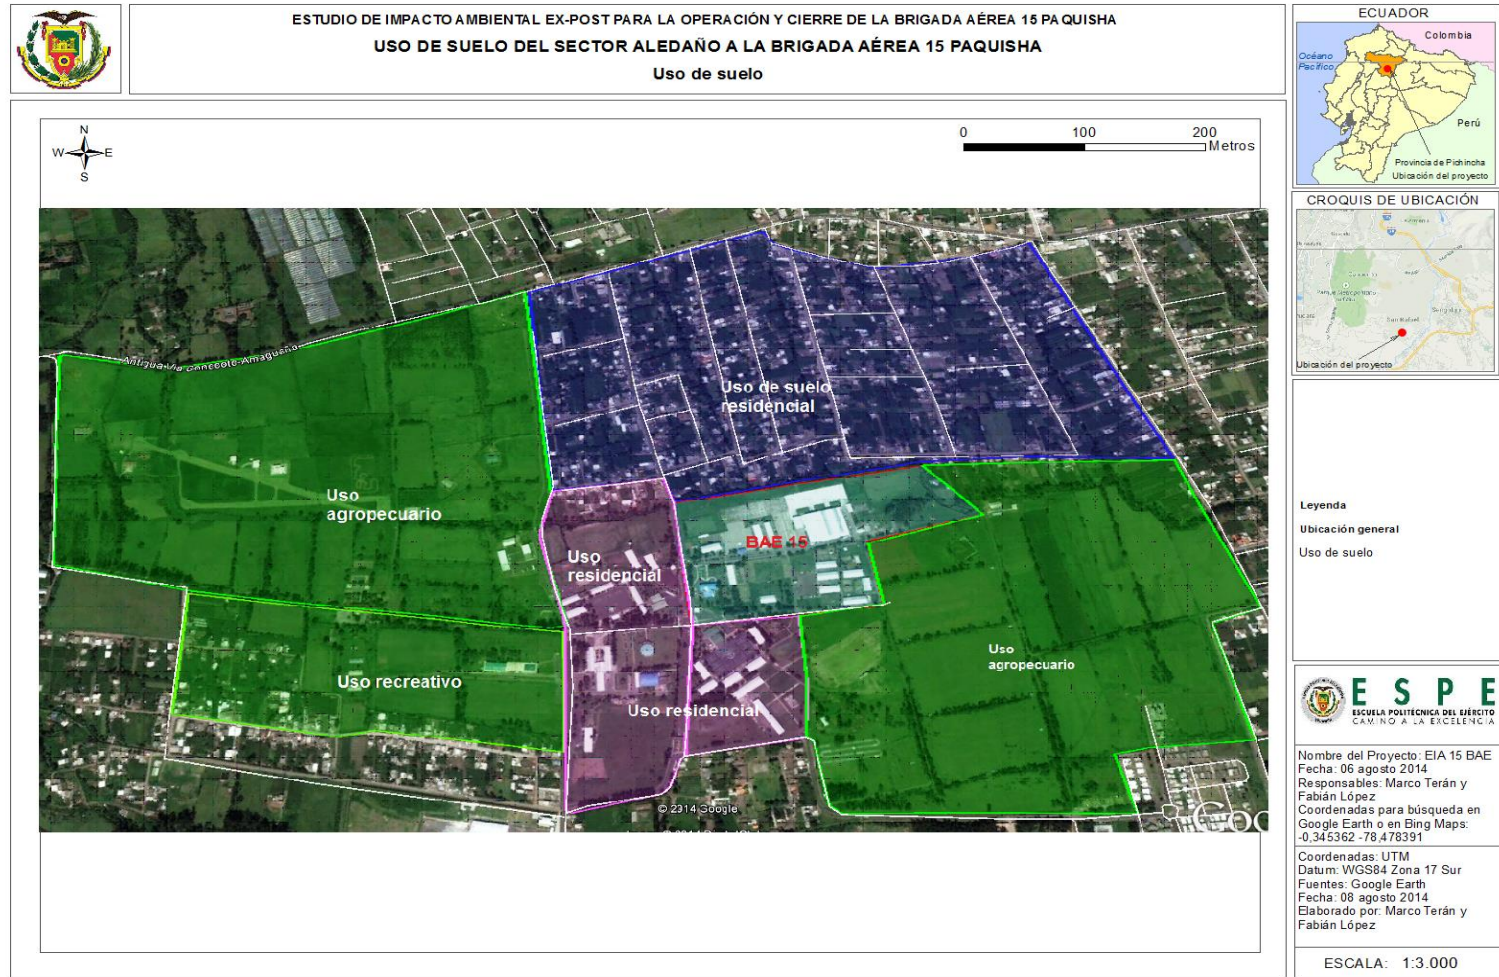 ESTUDIO DE IMPACTO AMBIENTAL EX-POST PARA LA OPERACIÓN Y CIERRE DE LA BRIGADA AÉREA 15 PAQUISHA
USO DE SUELO DEL SECTOR ALEDAÑO A LA BRIGADA AÉREA 15 PAQUISHA
Uso de suelo
N
W E
S
0 100 200
Metros
Antigua Via Conocoto-Amaguaña
Uso de suelo
residencial
Uso
agropecuario
BAE 15
Uso
residencial
Uso
agropecuario
Uso recreativo
Uso residencial
© 2314 Google
Goo
ECUADOR
Colombia
Océano
Pacífico
Perú
Provincia de Pichincha
Ubicación del proyecto
CROQUIS DE UBICACIÓN
San Rafael
Sangolquí
Ubicación del proyecto
Leyenda
Ubicación general
Uso de suelo
E S P E
ESCUELA POLITÉCNICA DEL EJÉRCITO
CAMINO A LA EXCELENCIA
Nombre del Proyecto: EIA 15 BAE
Fecha: 06 agosto 2014
Responsables: Marco Terán y
Fabián López
Coordenadas para búsqueda en
Google Earth o en Bing Maps:
-0,345362 -78,478391
Coordenadas: UTM
Datum: WGS84 Zona 17 Sur
Fuentes: Google Earth
Fecha: 08 agosto 2014
Elaborado por: Marco Terán y
Fabián López
ESCALA: 1:3.000